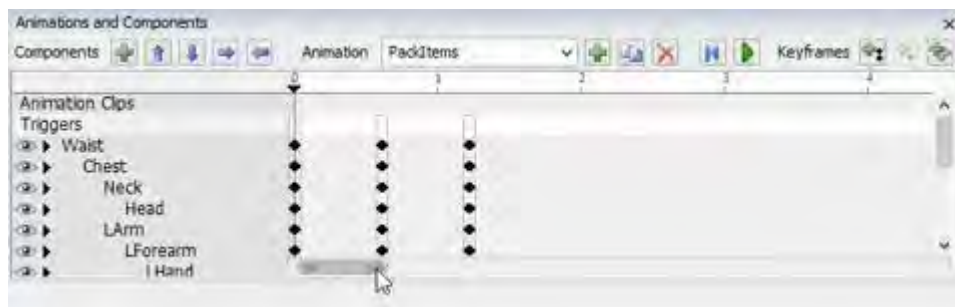 Animations and Components
Components Animation PackItems Keyframes
0 1 2 3 4
Animation Clips
Triggers
Waist
Chest
Neck
Head
LArm
LForearm
LHand